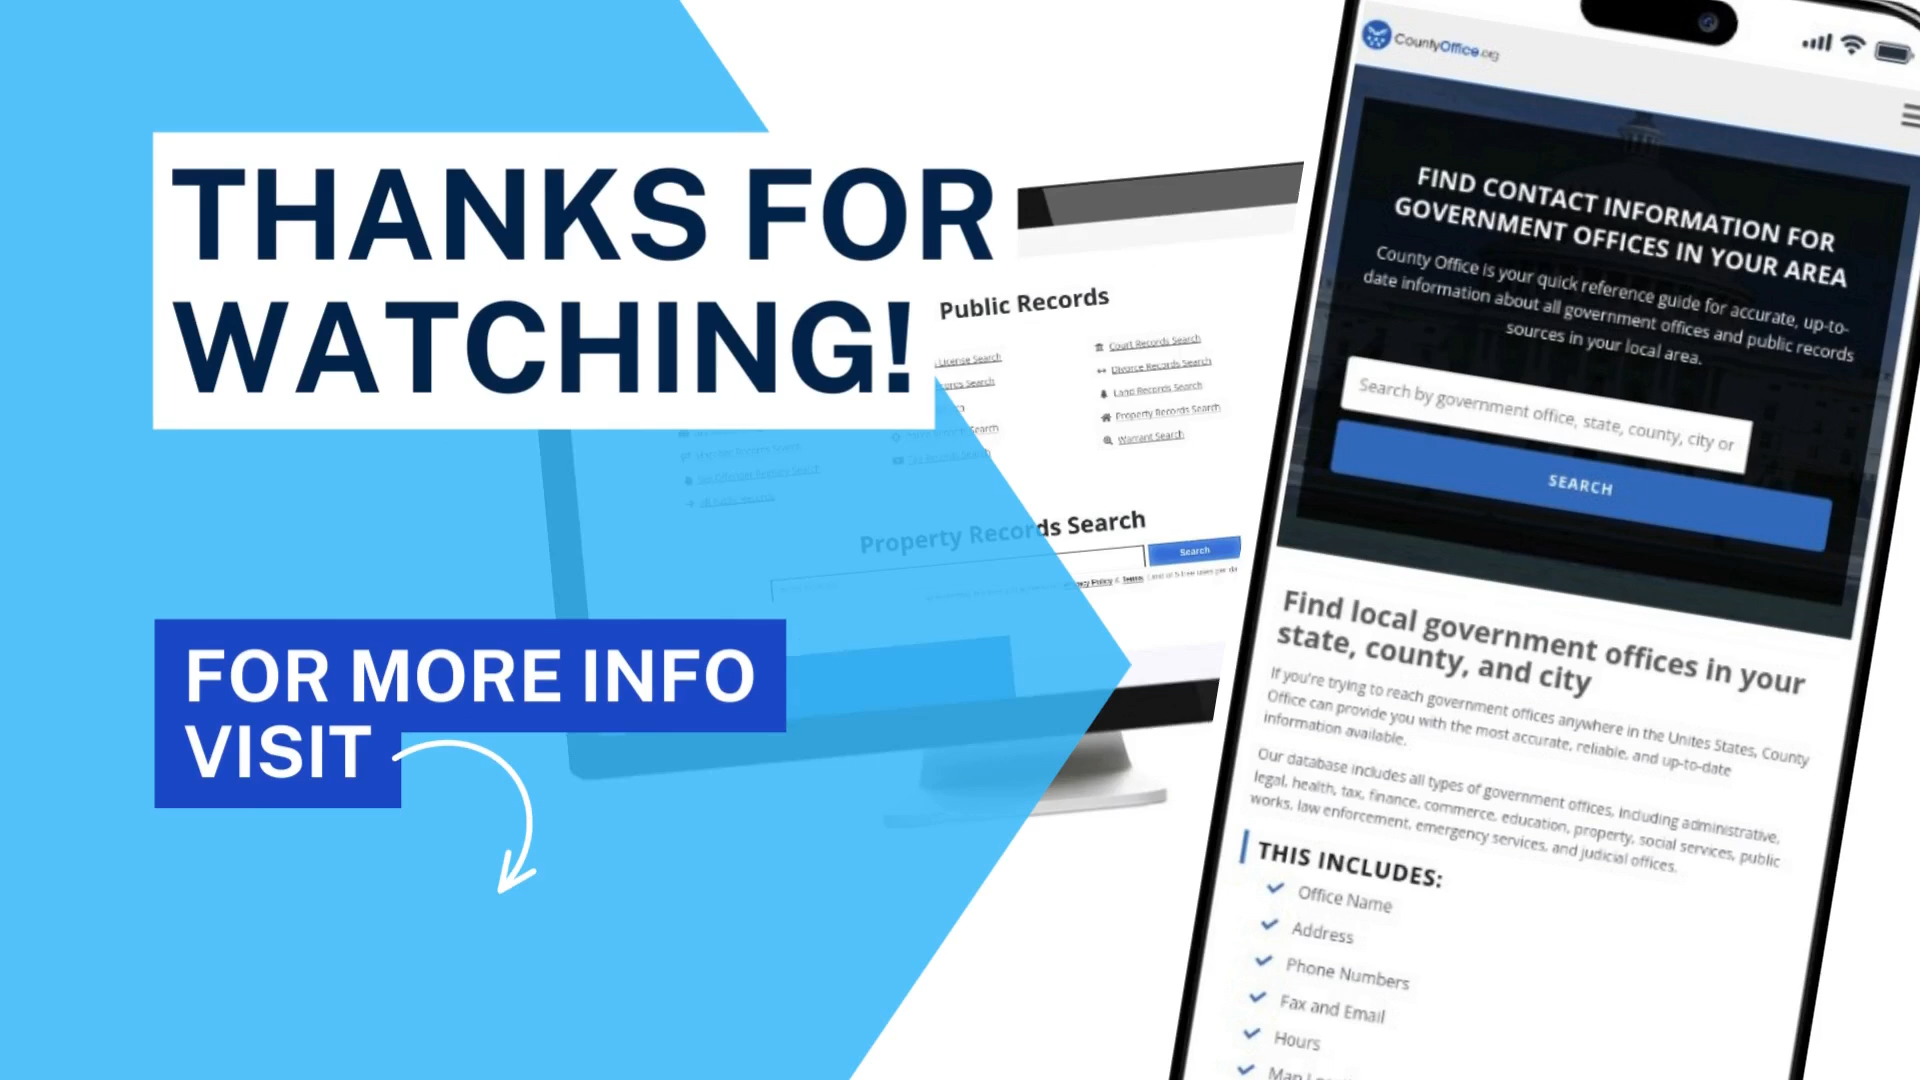 THANKS FOR
WATCHING!
FOR MORE INFO
VISIT
Public Records
License Search
Search
Search
Court Records Search
Divorce Records Search
Land Records Search
Property Records Search
Warrant Search
Property Records Search
Search
Policy & Terms.
CountyOffice.org
FIND CONTACT INFORMATION FOR
GOVERNMENT OFFICES IN YOUR AREA
County Office is your quick reference guide for accurate, up-to-
date information about all government offices and public records
sources in your local area.
Search by government office, state, county, city or
SEARCH
Find local government offices in your
state, county, and city
If you're trying to reach government offices anywhere in the Unites States, County
Office can provide you with the most accurate, reliable, and up-to-date
information available.
Our database includes all types of government offices, including administrative,
legal, health, tax, finance, commerce, education, property, social services, public
works, law enforcement, emergency services, and judicial offices.
THIS INCLUDES:
Office Name
Address
Phone Numbers
Fax and Email
Hours
Map